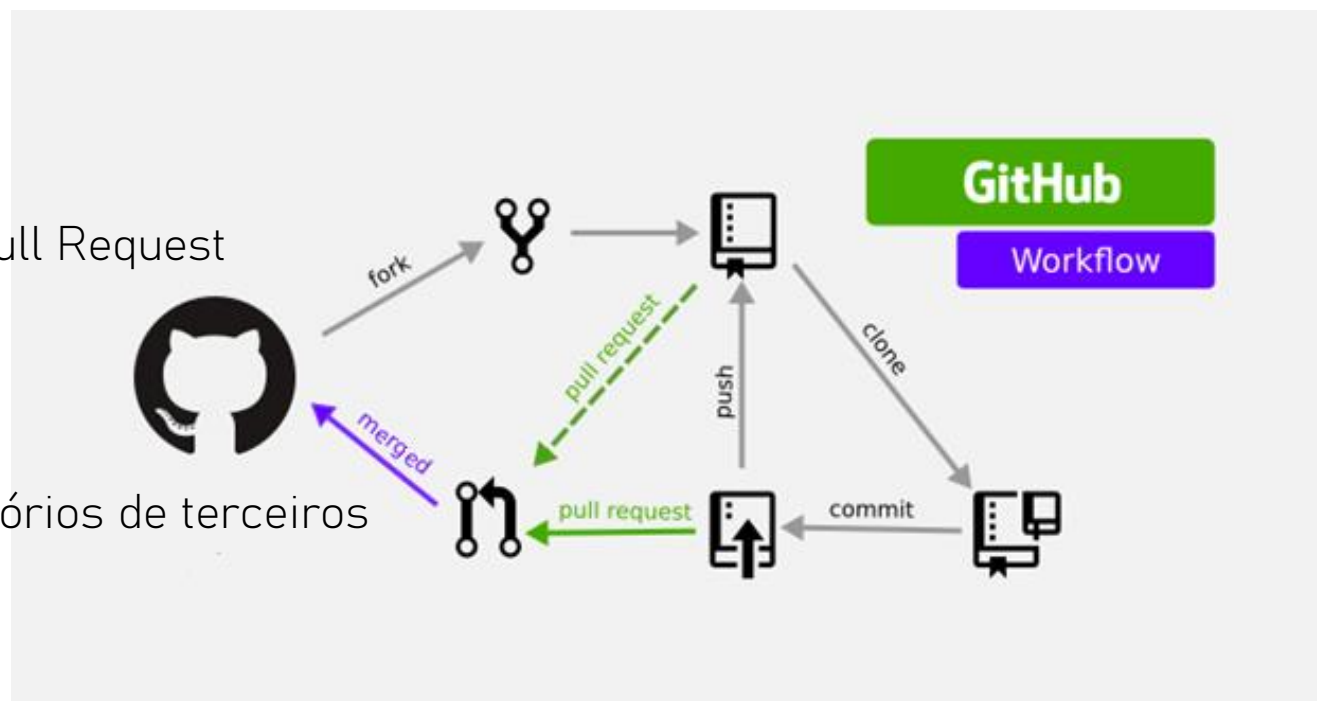 GitHub
Workflow
ull Request
fork
pull request
clone
push
merged
órios de terceiros
pull request
commit